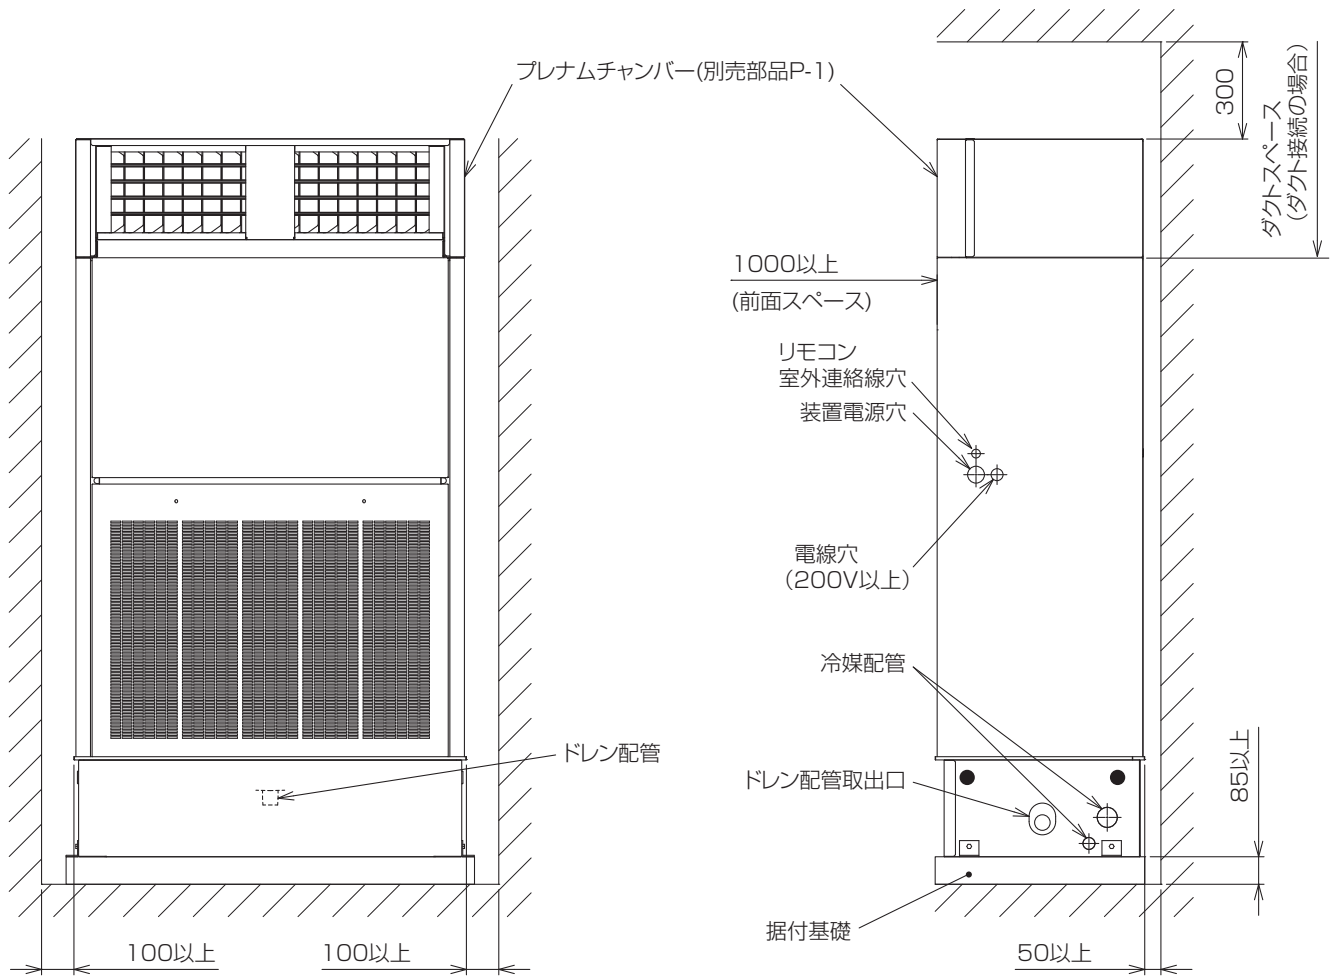 プレナムチャンバー(別売部品P-1)
300
ダクトスペース
(ダクト接続の場合)
1000以上
(前面スペース)
リモコン
室外連絡線穴
装置電源穴
電線穴
(200V以上)
冷媒配管
ドレン配管
ドレン配管取出口
85以上
据付基礎
100以上
100以上
50以上